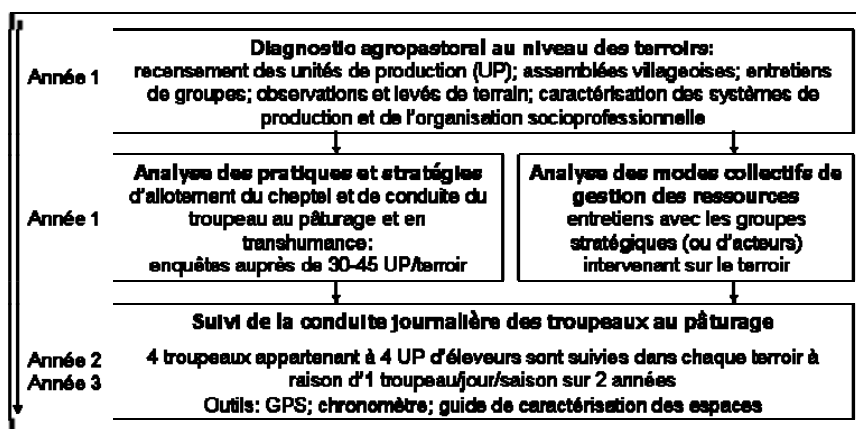 Diagnostic agropastoral au niveau des terroirs:
Année 1
recensement des unités de production (UP); assemblées villageoises; entretiens
de groupes; observations et levés de terrain; caractérisation des systèmes de
production et de l'organisation socioprofessionnelle
Année 1
Analyse des pratiques et stratégies
d'allotement du cheptel et de conduite du
troupeau au pâturage et en
transhumance:
enquêtes auprès de 30-45 UP/terroir
Analyse des modes collectifs de
gestion des ressources
entretiens avec les groupes
stratégiques (ou d'acteurs)
intervenant sur le terroir
Suivi de la conduite journalière des troupeaux au pâturage
Année 2
Année 3
4 troupeaux appartenant à 4 UP d'éleveurs sont suivies dans chaque terroir à
raison d'1 troupeau/jour/saison sur 2 années
Outils: GPS; chronomètre; guide de caractérisation des espaces